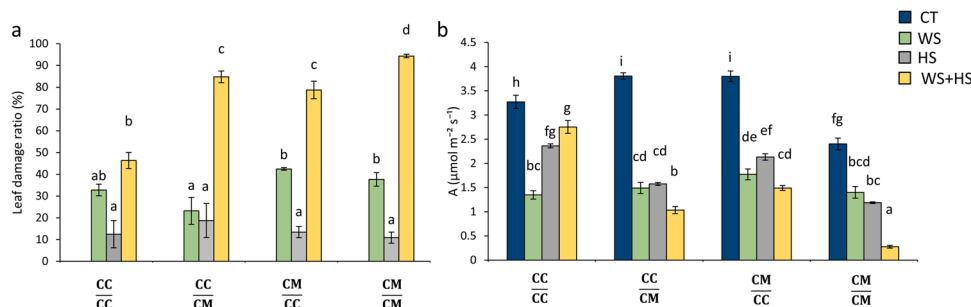 a
Leaf damage ratio (%)
100
90
80
70
60
50
40
30
20
10
0
ab a b
a a c
b a c
b a d
CC CC CM CM
CC CM CC CM
b
A (μmol m⁻² s⁻¹)
4.5
4
3.5
3
2.5
2
1.5
1
0.5
0
h bc fg g
i cd cd b
i de ef cd
fg bcd bc a
CC CC CM CM
CC CM CC CM
CT
WS
HS
WS+HS